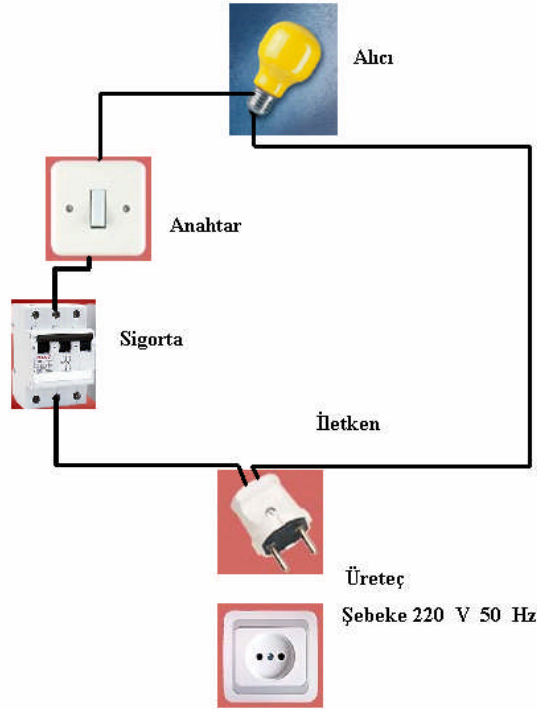 Alıcı
Anahtar
Sigorta
İletken
Üreteç
Şebeke 220 V 50 Hz